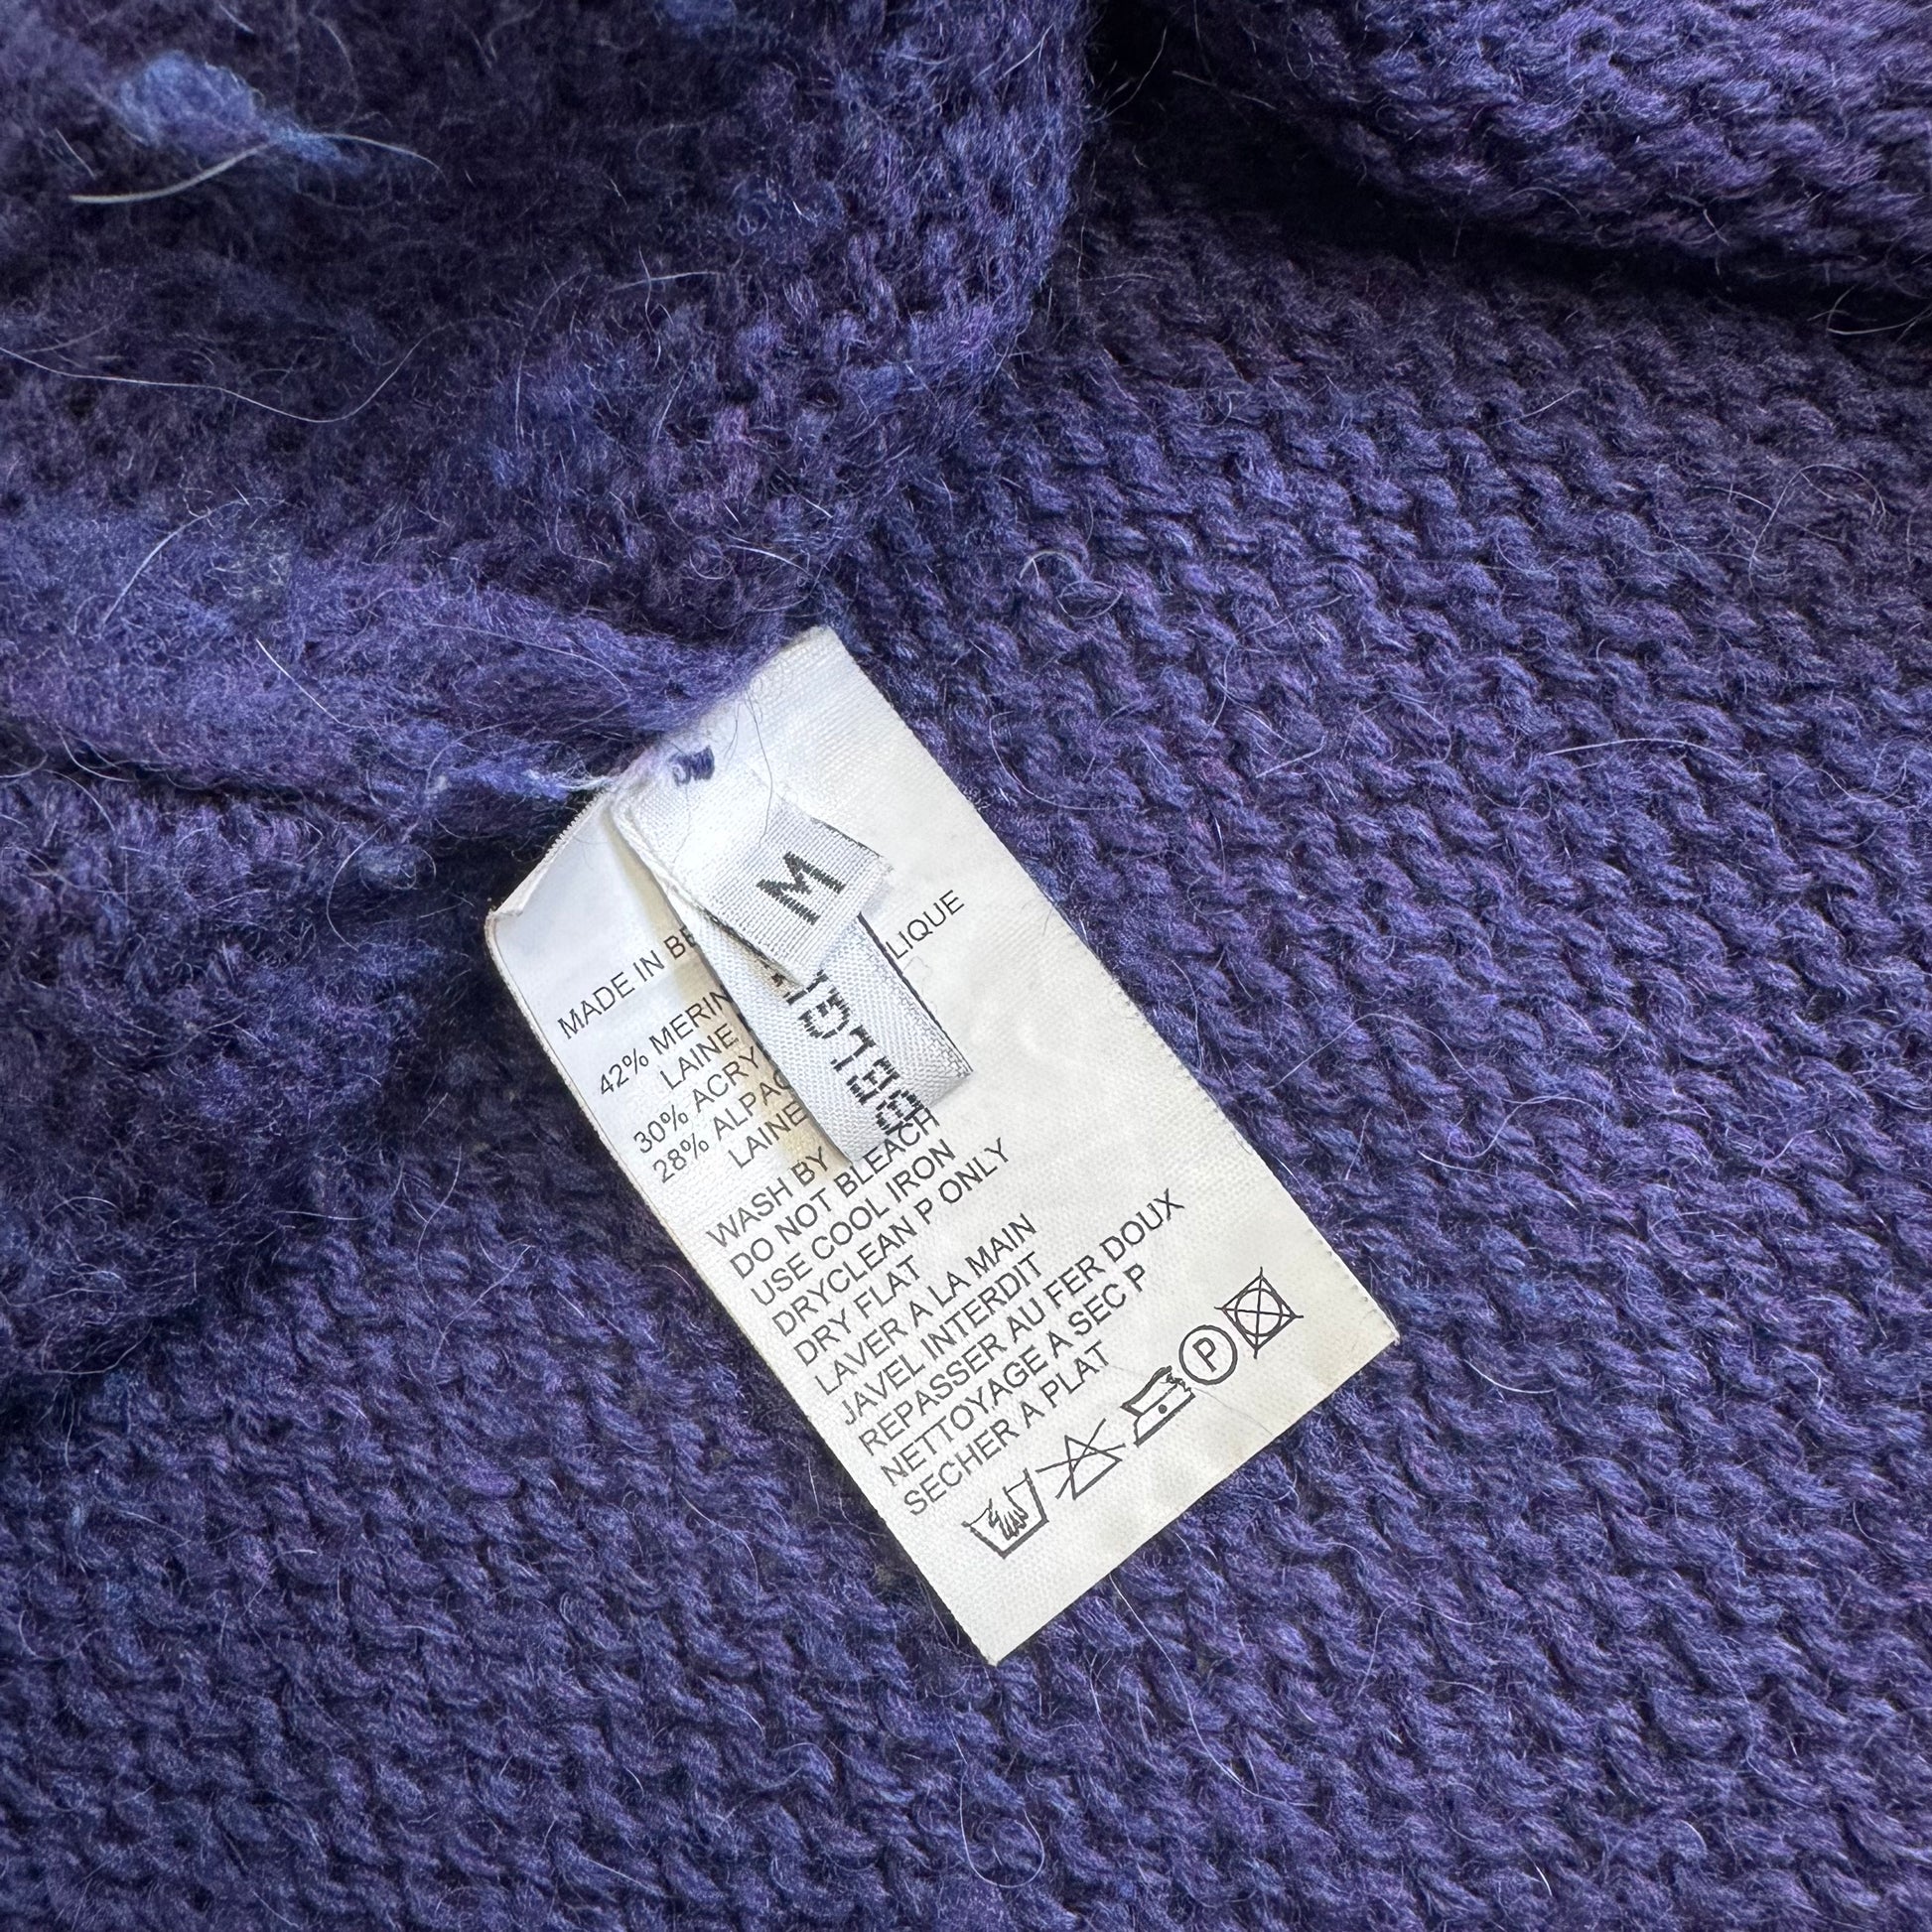 M
MADE IN BE LIQUE
42% MERIN
LAINE
30% ACRY
28% ALPAC
LAINE
WASH BY
DO NOT BLEACH
USE COOL IRON
DRYCLEAN P ONLY
DRY FLAT
LAVER A LA MAIN
JAVEL INTERDIT
REPASSER AU FER DOUX
NETTOYAGE A SEC P
SECHER A PLAT
P